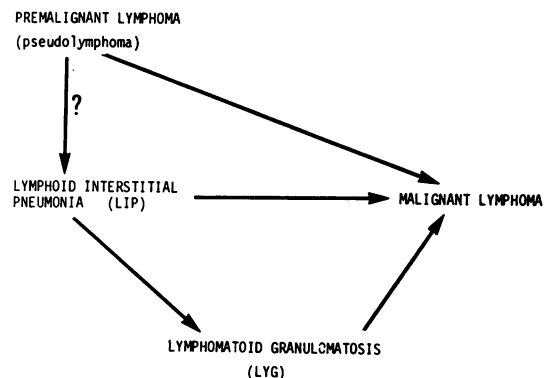 PREMALIGNANT LYMPHOMA
(pseudolymphoma)
?
LYMPHOID INTERSTITIAL
PNEUMONIA (LIP)
MALIGNANT LYMPHOMA
LYMPHOMATOID GRANULOMATOSIS
(LYG)